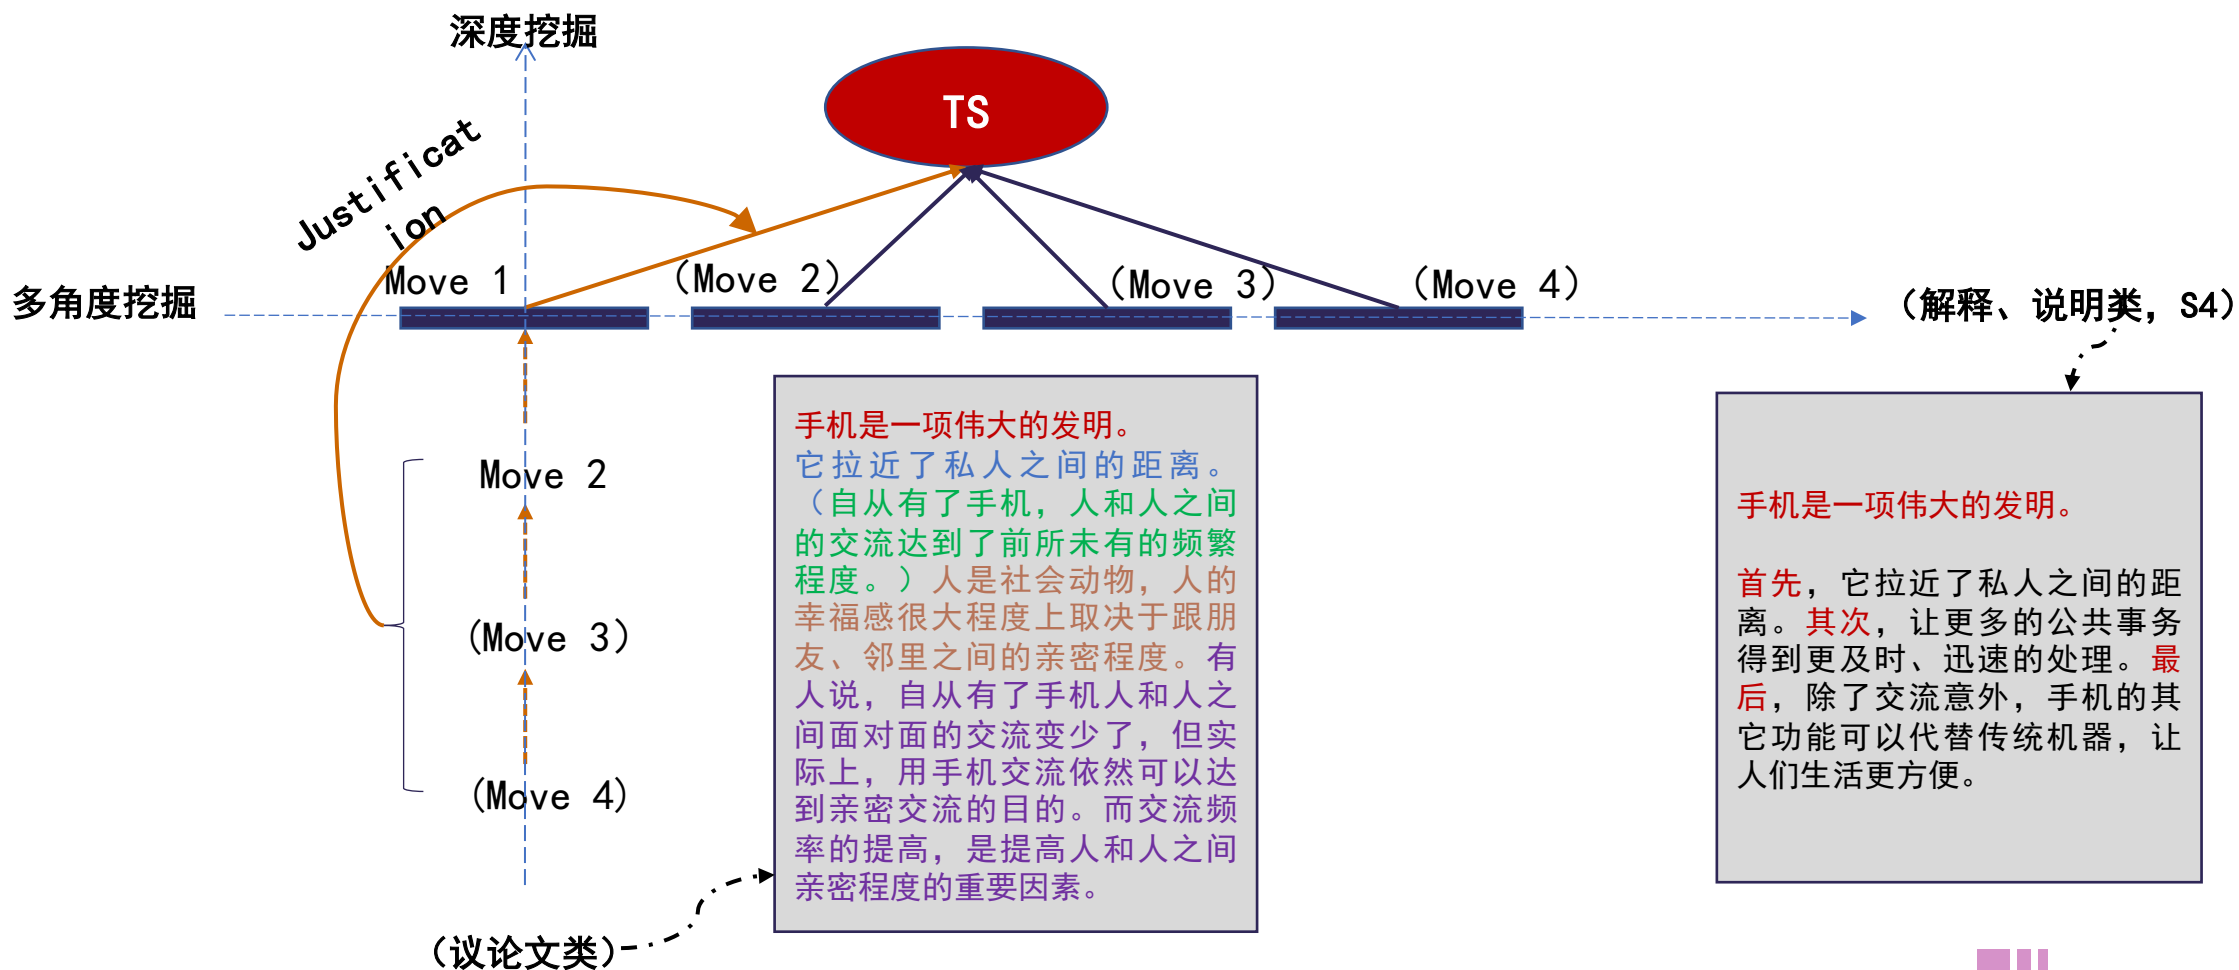 深度挖掘
TS
Justificat
ion
Move 1
（Move 2）
（Move 3）
（Move 4）
多角度挖掘
（解释、说明类，S4）
手机是一项伟大的发明。
它拉近了私人之间的距离。
（自从有了手机，人和人之间
的交流达到了前所未有的频繁
程度。）人是社会动物，人的
幸福感很大程度上取决于跟朋
友、邻里之间的亲密程度。有
人说，自从有了手机人和人之
间面对面的交流变少了，但实
际上，用手机交流依然可以达
到亲密交流的目的。而交流频
率的提高，是提高人和人之间
亲密程度的重要因素。
手机是一项伟大的发明。
首先，它拉近了私人之间的距
离。其次，让更多的公共事务
得到更及时、迅速的处理。最
后，除了交流意外，手机的其
它功能可以代替传统机器，让
人们生活更方便。
Move 2
（Move 3）
（Move 4）
（议论文类）